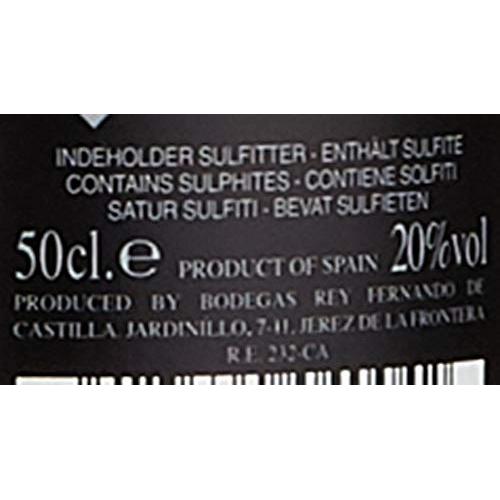 INDEHOLDER SULFITTER - ENTHÄLT SULFITE
CONTAINS SULPHITES - CONTIENE SOLFITI
SATUR SULFITI - BEVAT SULFIETEN
50cl. e PRODUCT OF SPAIN 20%vol
PRODUCED BY BODEGAS REY FERNANDO DE
CASTILLA JARDINILLO, 7-11, JEREZ DE LA FRONTERA
R.E. 232-CA